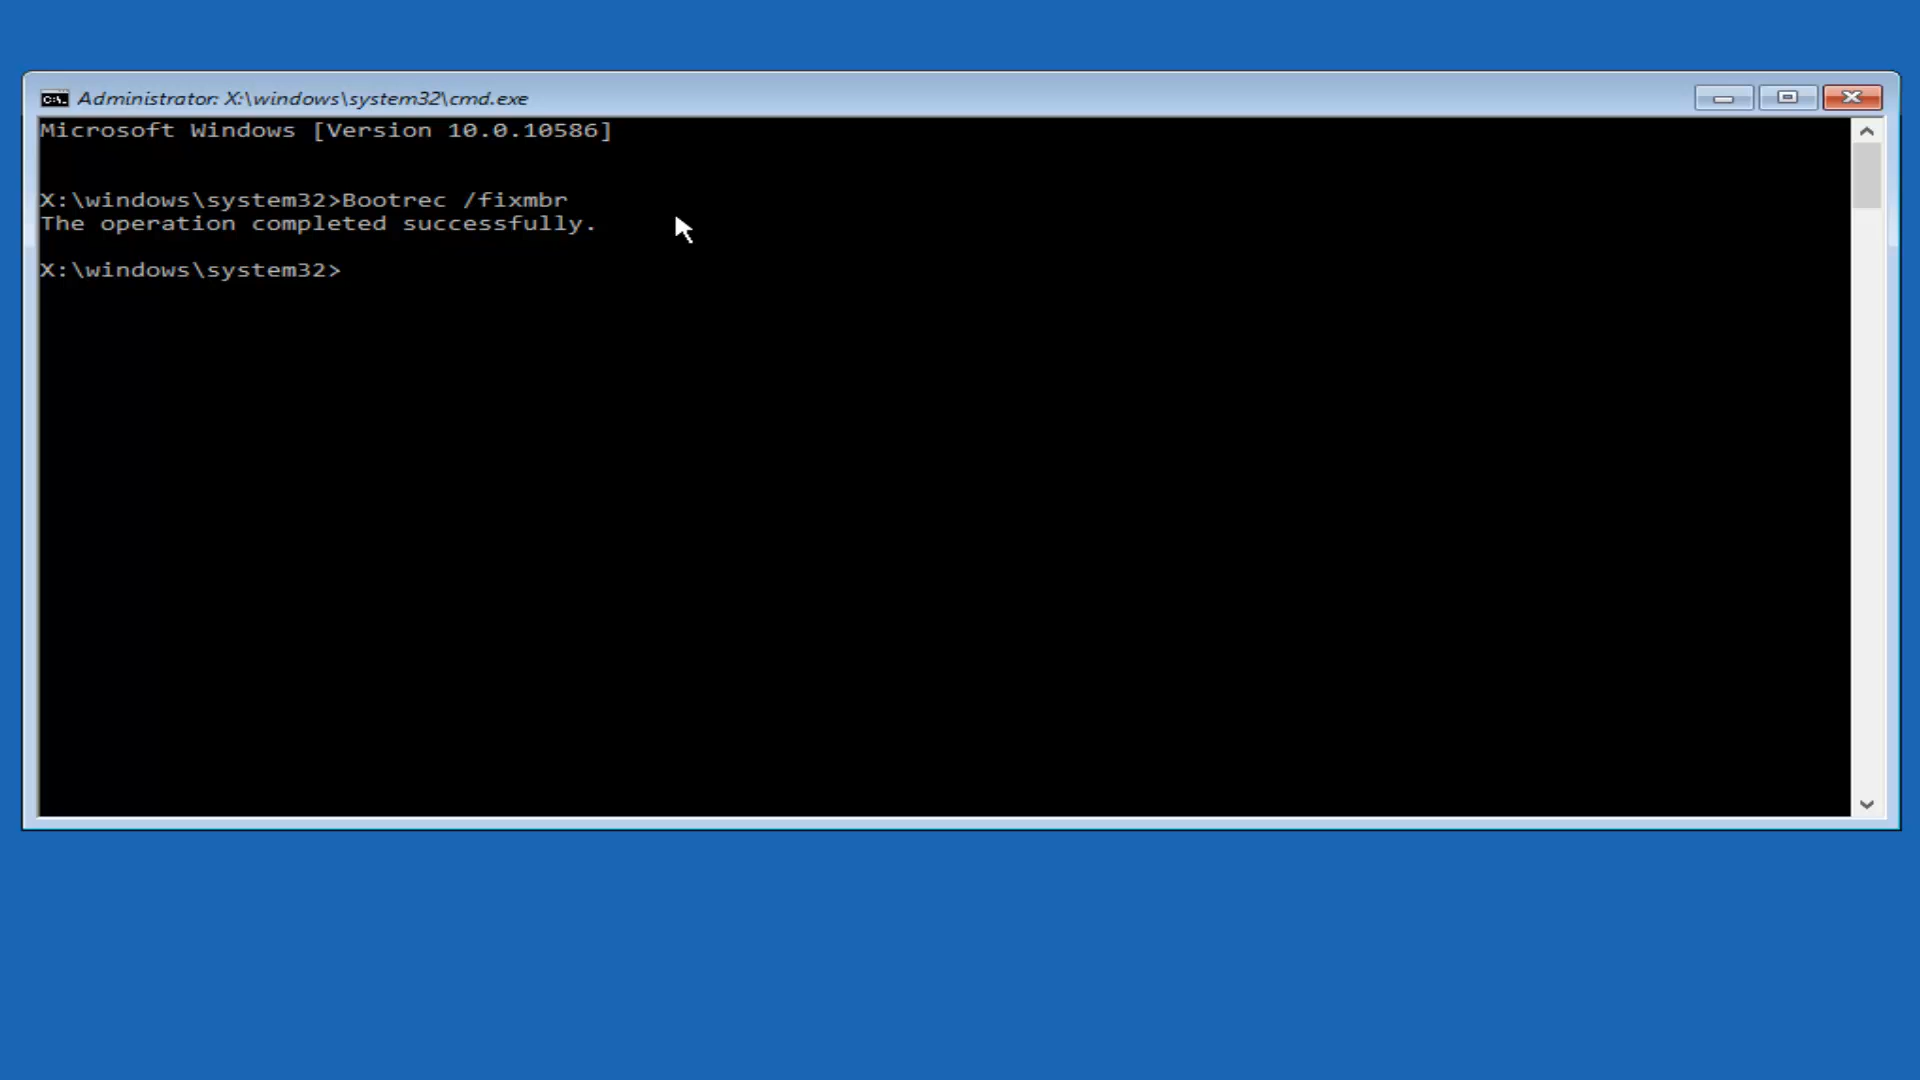 Administrator: X:\windows\system32\cmd.exe
Microsoft Windows [Version 10.0.10586]
X:\windows\system32>Bootrec /fixmbr
The operation completed successfully.
X:\windows\system32>